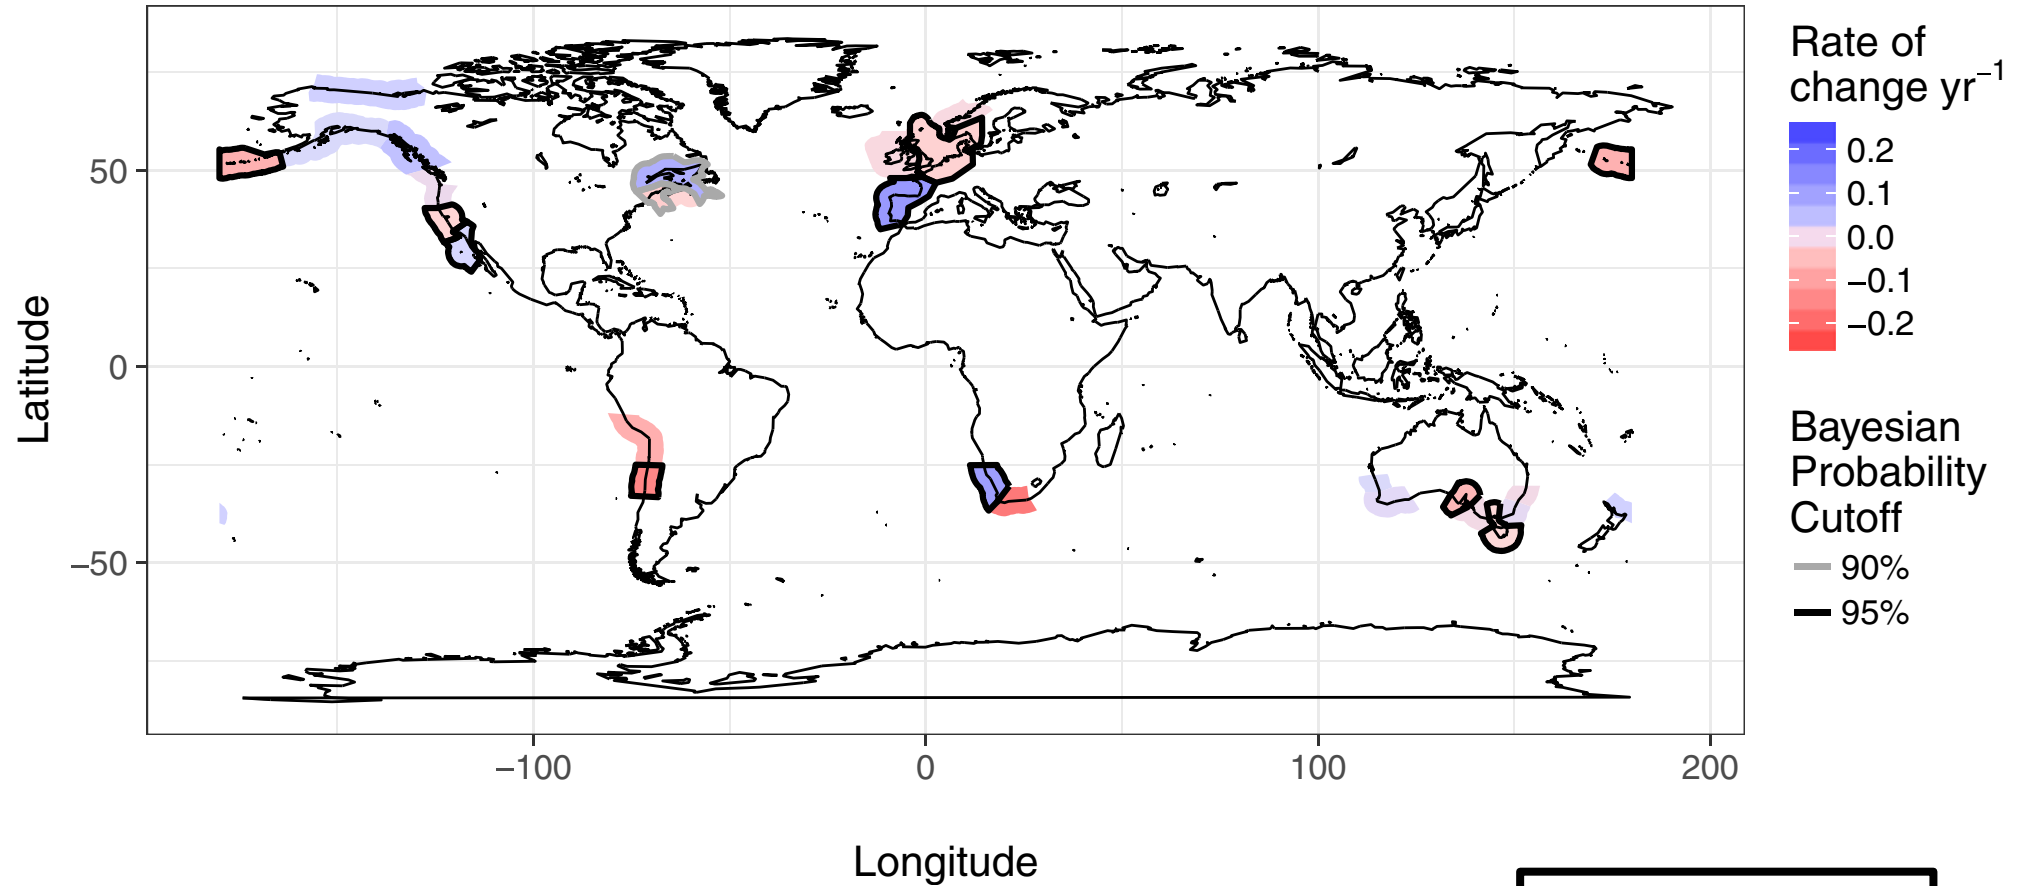 Rate of
change yr⁻¹
0.2
0.1
0.0
−0.1
−0.2
Bayesian
Probability
Cutoff
90%
95%
Latitude
50
0
−50
−100
0
100
200
Longitude